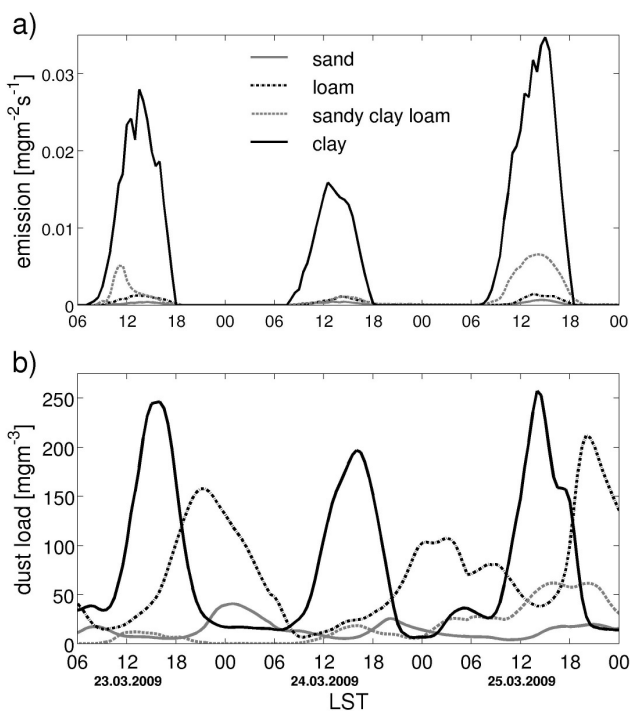 a)
emission [mgm⁻²s⁻¹]
0.03
0.02
0.01
0
sand
loam
sandy clay loam
clay
06 12 18 00 06 12 18 00 06 12 18 00
b)
dust load [mgm⁻³]
250
200
150
100
50
0
06 12 18 00 06 12 18 00 06 12 18 00
23.03.2009 24.03.2009 25.03.2009
LST